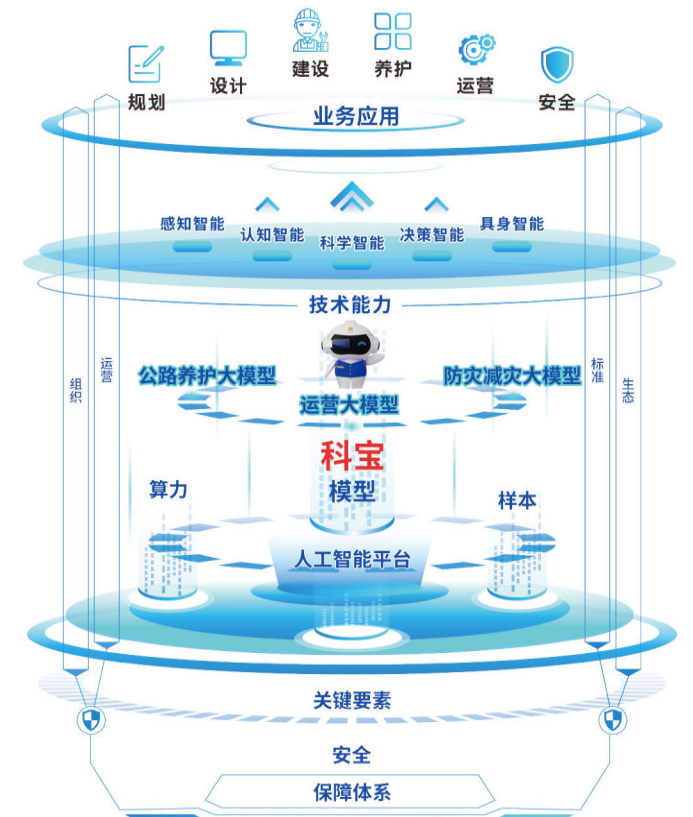 规划
设计
建设
养护
运营
安全
业务应用
感知智能
认知智能
科学智能
决策智能
具身智能
技术能力
组织
运营
标准
生态
公路养护大模型
运营大模型
防灾减灾大模型
科宝
模型
算力
样本
人工智能平台
关键要素
安全
保障体系